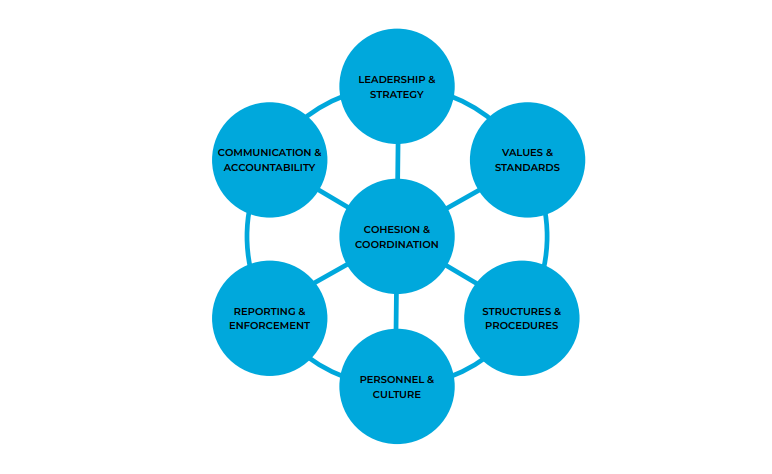 LEADERSHIP &
STRATEGY
COMMUNICATION &
ACCOUNTABILITY
VALUES &
STANDARDS
COHESION &
COORDINATION
REPORTING &
ENFORCEMENT
STRUCTURES &
PROCEDURES
PERSONNEL &
CULTURE